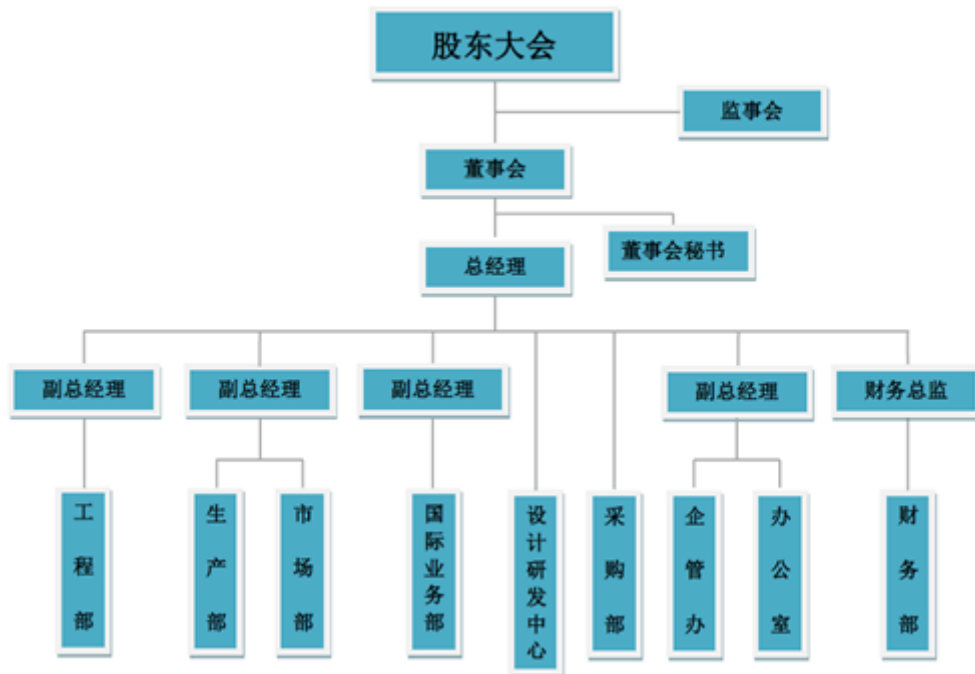 股东大会
监事会
董事会
董事会秘书
总经理
副总经理
副总经理
副总经理
副总经理
财务总监
工程部
生产部
市场部
国际业务部
设计研发中心
采购部
企管办
办公室
财务部